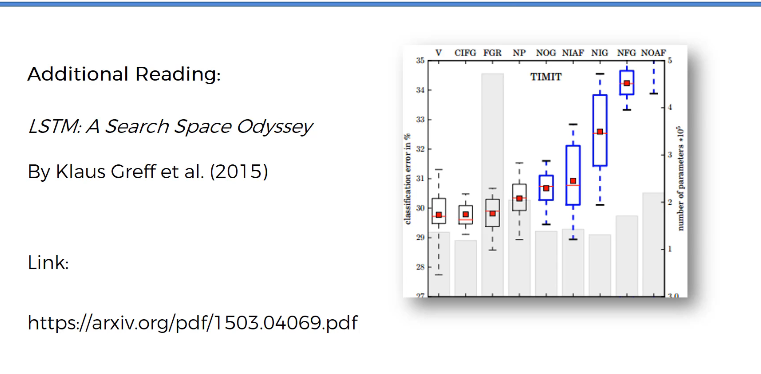 Additional Reading:
LSTM: A Search Space Odyssey
By Klaus Greff et al. (2015)
Link:
https://arxiv.org/pdf/1503.04069.pdf
V CIFG FGR NP NOG NIAF NIG NFG NOAF
TIMIT
classification error in %
35
34
33
32
31
30
29
28
27
number of parameters *10^5
5
4
3
2
1